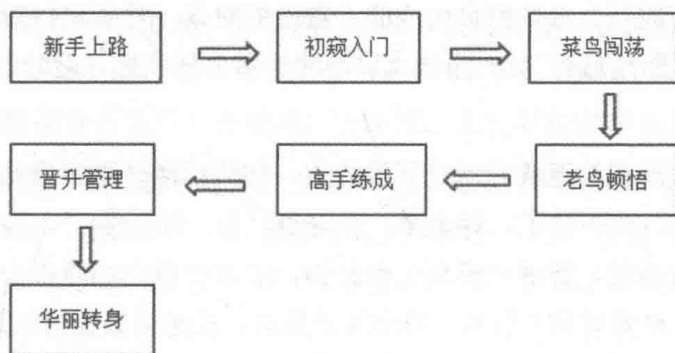 新手上路
初窥入门
菜鸟闯荡
老鸟顿悟
高手练成
晋升管理
华丽转身